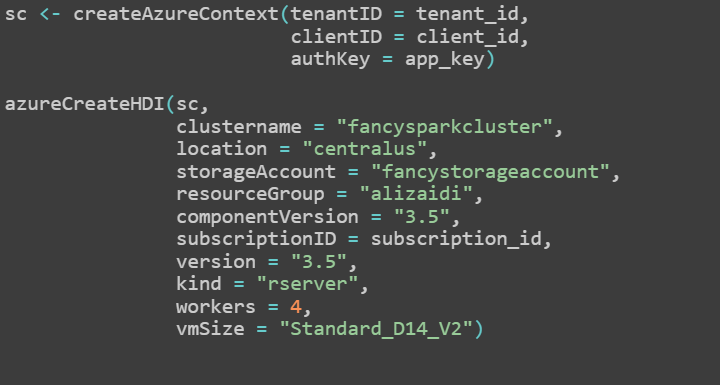 sc <- createAzureContext(tenantID = tenant_id,
                         clientID = client_id,
                         authKey = app_key)

azureCreateHDI(sc,
               clustername = "fancysparkcluster",
               location = "centralus",
               storageAccount = "fancystorageaccount",
               resourceGroup = "alizaidi",
               componentVersion = "3.5",
               subscriptionID = subscription_id,
               version = "3.5",
               kind = "rserver",
               workers = 4,
               vmSize = "Standard_D14_V2")